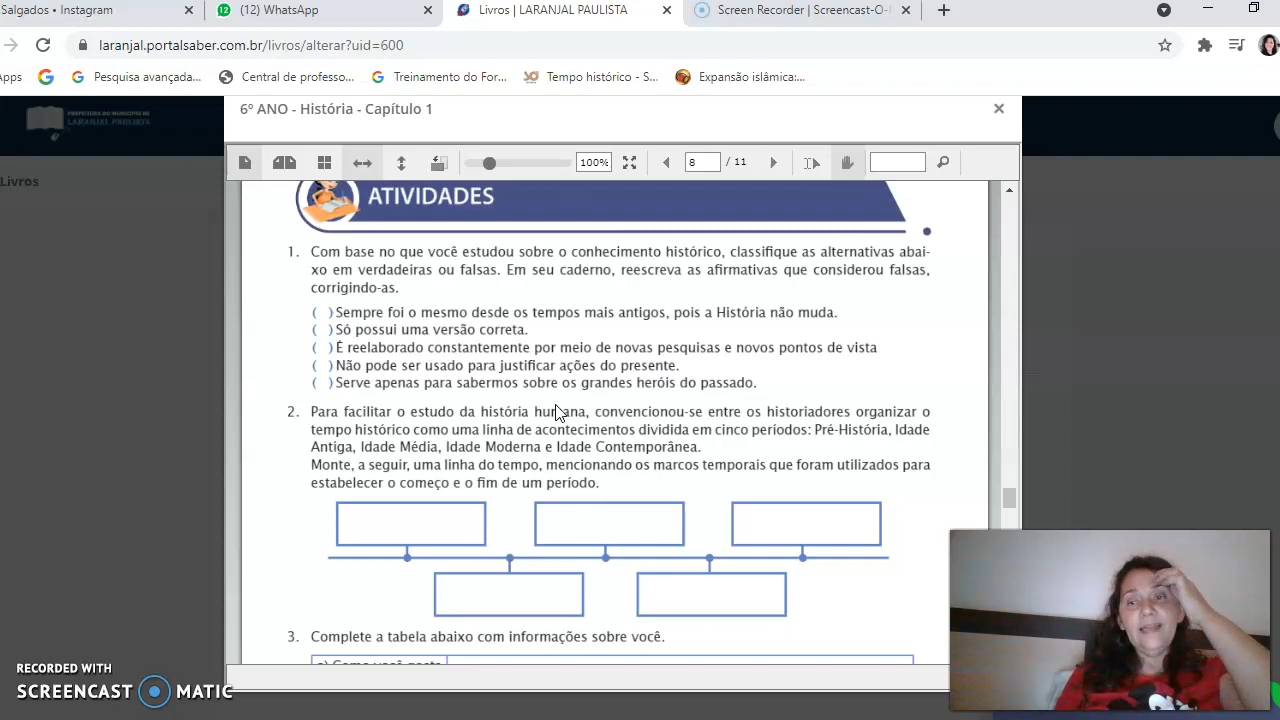 Salgados • Instagram
(12) WhatsApp
Livros | LARANJAL PAULISTA
Screen Recorder | Screencast-O-
laranjal.portalsaber.com.br/livros/alterar?uid=600
Apps
Pesquisa avançada...
Central de professo...
Treinamento do For...
Tempo histórico - S...
Expansão islâmica:...
PREFEITURA DO MUNICÍPIO DE
LARANJAL PAULISTA
6º ANO - História - Capítulo 1
100%
8 / 11
Livros
ATIVIDADES
1. Com base no que você estudou sobre o conhecimento histórico, classifique as alternativas abai-
xo em verdadeiras ou falsas. Em seu caderno, reescreva as afirmativas que considerou falsas,
corrigindo-as.
( ) Sempre foi o mesmo desde os tempos mais antigos, pois a História não muda.
( ) Só possui uma versão correta.
( ) É reelaborado constantemente por meio de novas pesquisas e novos pontos de vista
( ) Não pode ser usado para justificar ações do presente.
( ) Serve apenas para sabermos sobre os grandes heróis do passado.
2. Para facilitar o estudo da história humana, convencionou-se entre os historiadores organizar o
tempo histórico como uma linha de acontecimentos dividida em cinco períodos: Pré-História, Idade
Antiga, Idade Média, Idade Moderna e Idade Contemporânea.
Monte, a seguir, uma linha do tempo, mencionando os marcos temporais que foram utilizados para
estabelecer o começo e o fim de um período.
3. Complete a tabela abaixo com informações sobre você.
a) Como você gosta
RECORDED WITH
SCREENCAST MATIC